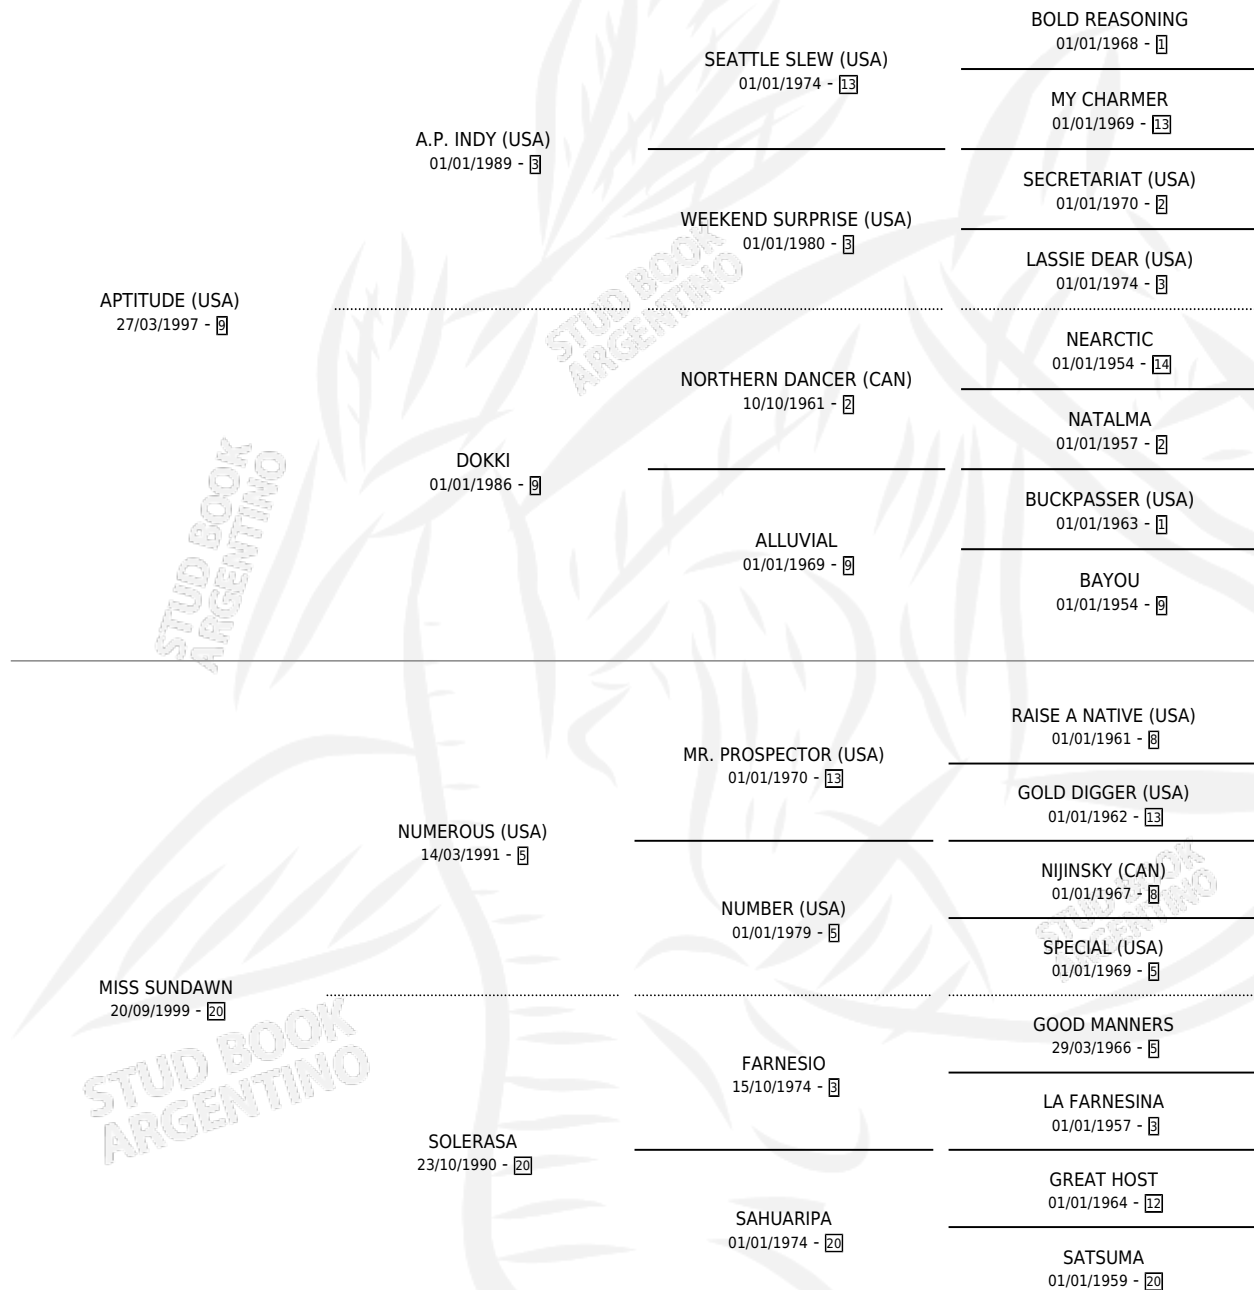 BOLD REASONING
01/01/1968 - 1
SEATTLE SLEW (USA)
01/01/1974 - 13
MY CHARMER
01/01/1969 - 13
A.P. INDY (USA)
01/01/1989 - 3
SECRETARIAT (USA)
01/01/1970 - 2
WEEKEND SURPRISE (USA)
01/01/1980 - 3
LASSIE DEAR (USA)
01/01/1974 - 3
APTITUDE (USA)
27/03/1997 - 9
STUD BOOK
ARGENTINO
NEARCTIC
01/01/1954 - 14
NORTHERN DANCER (CAN)
10/10/1961 - 2
NATALMA
01/01/1957 - 2
DOKKI
01/01/1986 - 9
BUCKPASSER (USA)
01/01/1963 - 1
ALLUVIAL
01/01/1969 - 9
BAYOU
01/01/1954 - 9
STUD BOOK
ARGENTINO
RAISE A NATIVE (USA)
01/01/1961 - 8
MR. PROSPECTOR (USA)
01/01/1970 - 13
GOLD DIGGER (USA)
01/01/1962 - 13
NUMEROUS (USA)
14/03/1991 - 5
NIJINSKY (CAN)
01/01/1967 - 8
NUMBER (USA)
01/01/1979 - 5
STUD BOOK
ARGENTINO
SPECIAL (USA)
01/01/1969 - 5
MISS SUNDAWN
20/09/1999 - 20
STUD BOOK
ARGENTINO
GOOD MANNERS
29/03/1966 - 5
FARNESIO
15/10/1974 - 3
LA FARNESINA
01/01/1957 - 3
SOLERASA
23/10/1990 - 20
GREAT HOST
01/01/1964 - 12
SAHUARIPA
01/01/1974 - 20
SATSUMA
01/01/1959 - 20